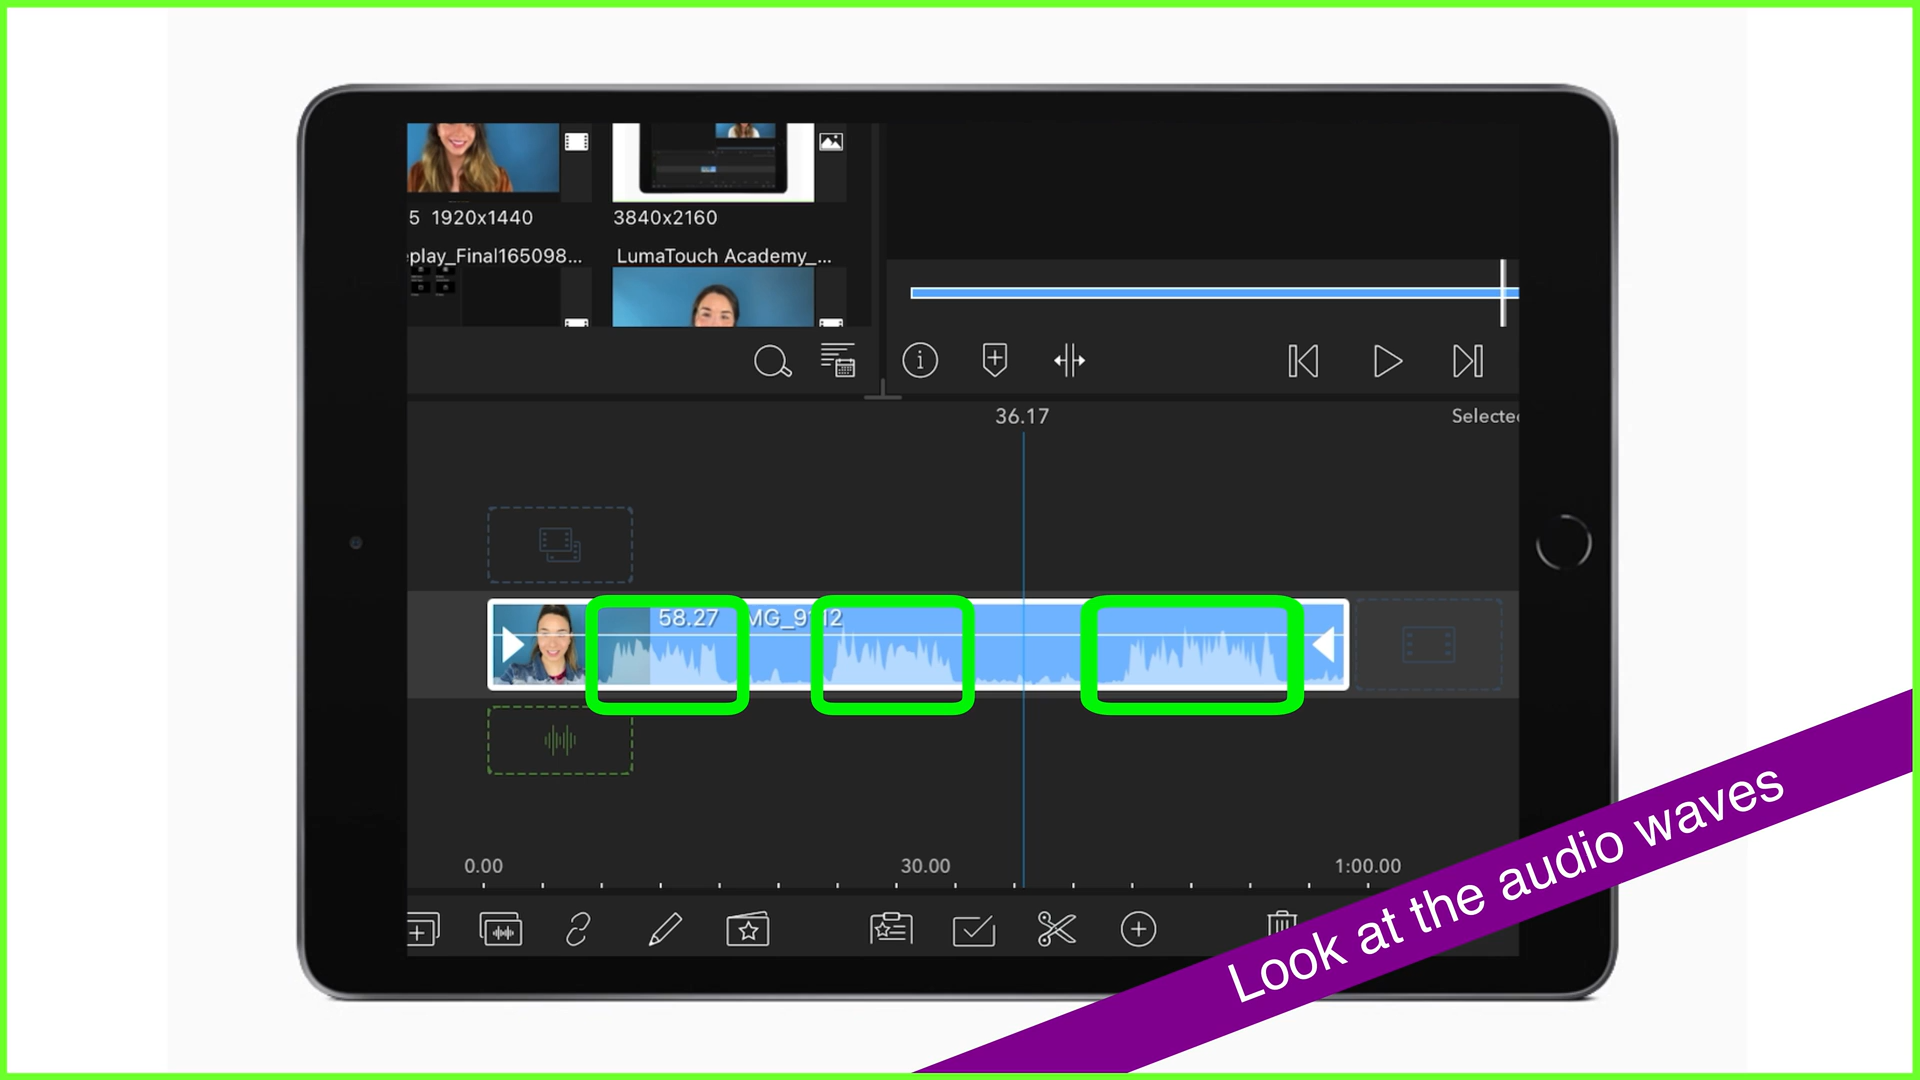 5 1920x1440
3840x2160
play_Final165098...
LumaTouch Academy_...
36.17
Selected
58.27
MG_9112
0.00
30.00
1:00.00
Look at the audio waves